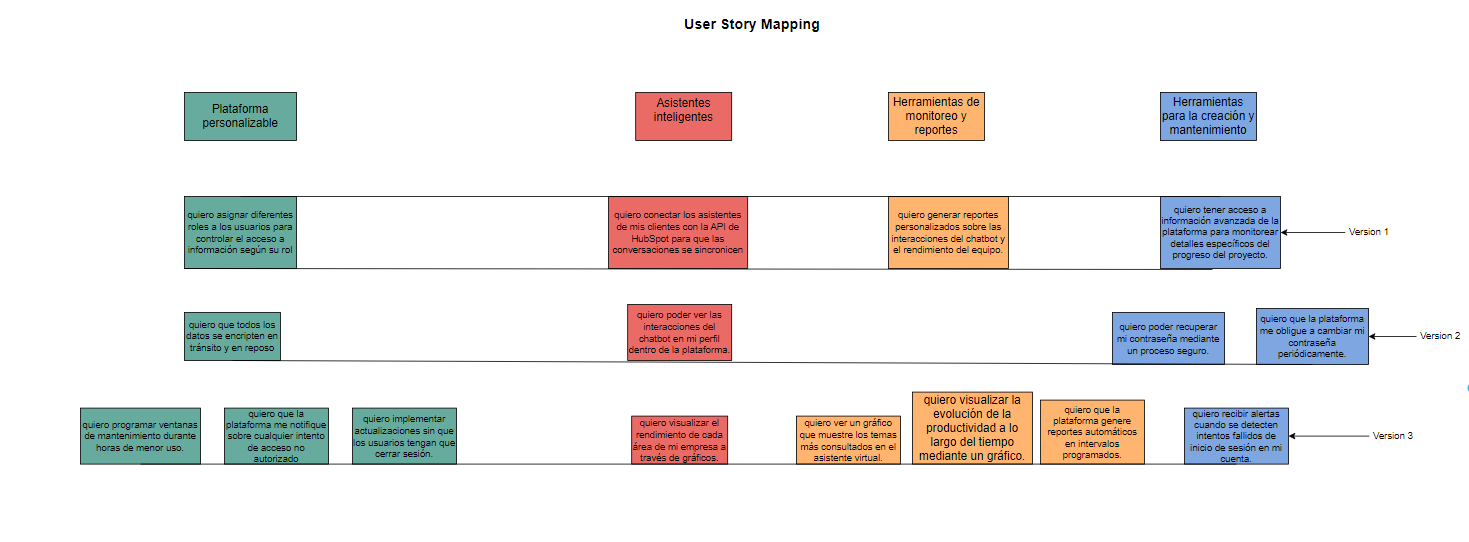 User Story Mapping
Plataforma
personalizable
Asistentes
inteligentes
Herramientas de
monitoreo y
reportes
Herramientas
para la creación y
mantenimiento
quiero asignar diferentes
roles a los usuarios para
controlar el acceso a
información según su rol
quiero conectar los asistentes
de mis clientes con la API de
HubSpot para que las
conversaciones se sincronicen
quiero generar reportes
personalizados sobre las
interacciones del chatbot y
el rendimiento del equipo.
quiero tener acceso a
información avanzada de la
plataforma para monitorear
detalles específicos del
progreso del proyecto.
Version 1
quiero que todos los
datos se encripten en
tránsito y en reposo
quiero poder ver las
interacciones del
chatbot en mi perfil
dentro de la plataforma.
quiero poder recuperar
mi contraseña mediante
un proceso seguro.
quiero que la plataforma
me obligue a cambiar mi
contraseña
periódicamente.
Version 2
quiero programar ventanas
de mantenimiento durante
horas de menor uso.
quiero que la
plataforma me notifique
sobre cualquier intento
de acceso no
autorizado
quiero implementar
actualizaciones sin que
los usuarios tengan que
cerrar sesión.
quiero visualizar el
rendimiento de cada
área de mi empresa a
través de gráficos.
quiero ver un gráfico
que muestre los temas
más consultados en el
asistente virtual.
quiero visualizar la
evolución de la
productividad a lo
largo del tiempo
mediante un gráfico.
quiero que la
plataforma genere
reportes automáticos
en intervalos
programados.
quiero recibir alertas
cuando se detecten
intentos fallidos de
inicio de sesión en mi
cuenta.
Version 3